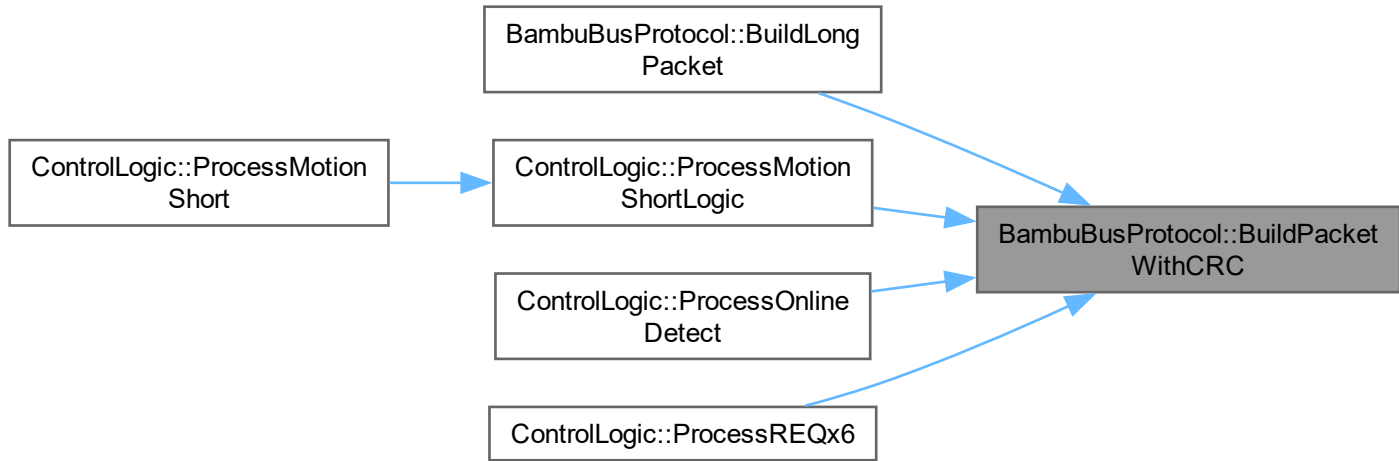 BambuBusProtocol::BuildLong
Packet
ControlLogic::ProcessMotion
Short
ControlLogic::ProcessMotion
ShortLogic
BambuBusProtocol::BuildPacket
WithCRC
ControlLogic::ProcessOnline
Detect
ControlLogic::ProcessREQx6